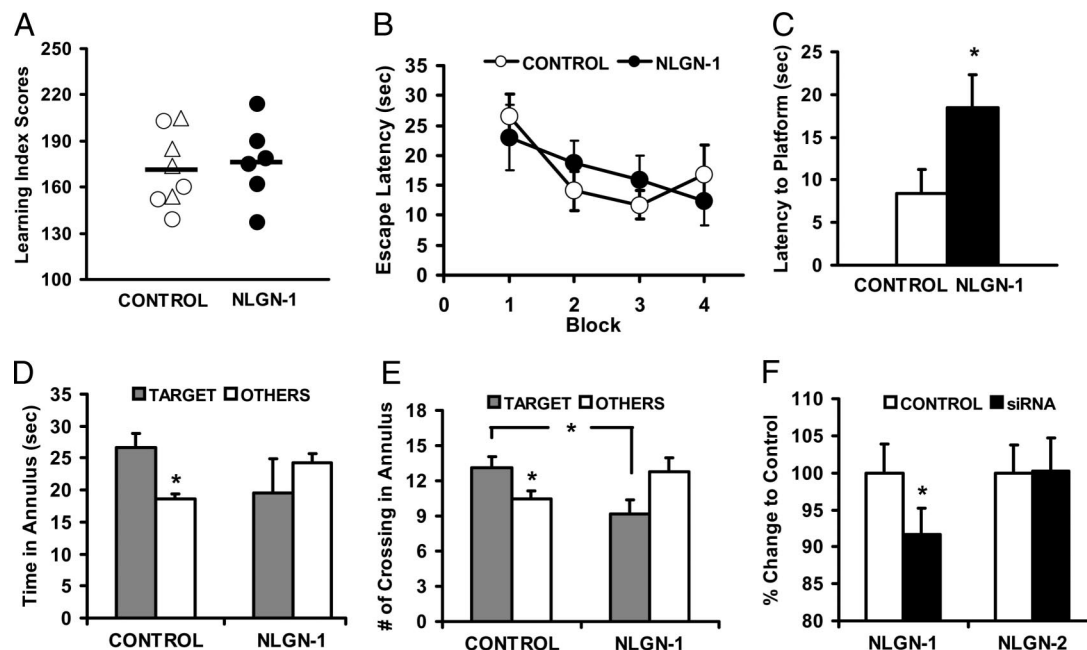 A
Learning Index Scores
250
220
190
160
130
100
CONTROL NLGN-1
B
CONTROL NLGN-1
Escape Latency (sec)
35
30
25
20
15
10
5
0
0 1 2 3 4
Block
C
Latency to Platform (sec)
25
20
15
10
5
0
*
CONTROL NLGN-1
D
TARGET OTHERS
Time in Annulus (sec)
35
30
25
20
15
10
5
0
*
CONTROL NLGN-1
E
TARGET OTHERS
# of Crossing in Annulus
18
15
12
9
6
3
0
*
*
CONTROL NLGN-1
F
CONTROL siRNA
% Change to Control
110
105
100
95
90
85
80
*
NLGN-1 NLGN-2